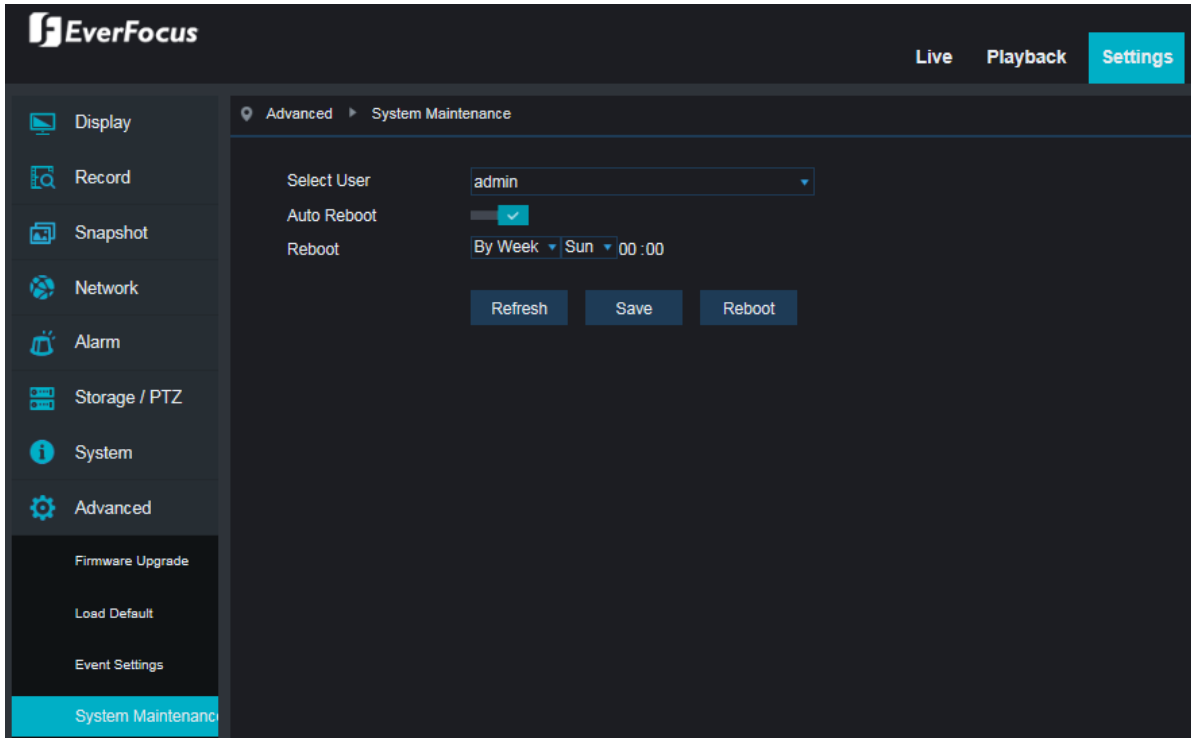 EverFocus
Live Playback Settings
Advanced System Maintenance
Display
Record
Snapshot
Network
Alarm
Storage / PTZ
System
Advanced
Firmware Upgrade
Load Default
Event Settings
System Maintenanc
Select User admin
Auto Reboot
Reboot By Week Sun 00 : 00
Refresh Save Reboot